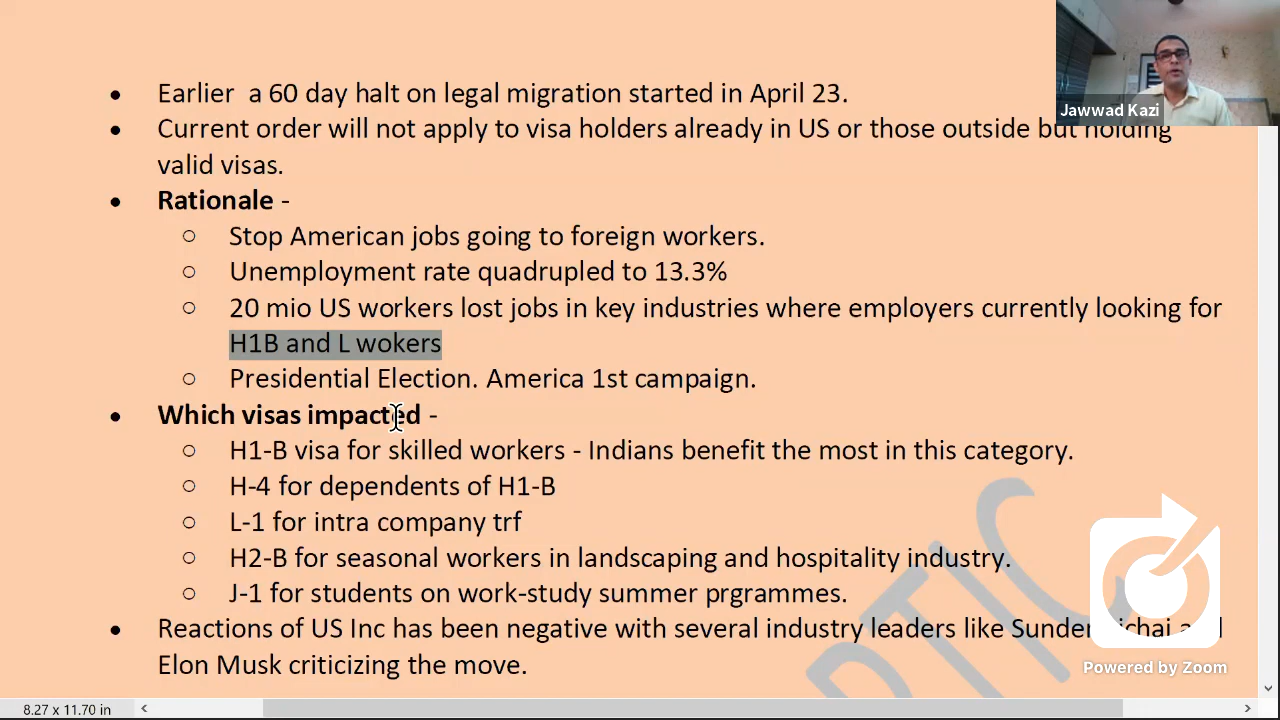 Earlier a 60 day halt on legal migration started in April 23.
Jawwad Kazi
Current order will not apply to visa holders already in US or those outside but holding
valid visas.
Rationale -
Stop American jobs going to foreign workers.
Unemployment rate quadrupled to 13.3%
20 mio US workers lost jobs in key industries where employers currently looking for
H1B and L wokers
Presidential Election. America 1st campaign.
Which visas impacted -
H1-B visa for skilled workers - Indians benefit the most in this category.
H-4 for dependents of H1-B
L-1 for intra company trf
H2-B for seasonal workers in landscaping and hospitality industry.
J-1 for students on work-study summer prgrammes.
Reactions of US Inc has been negative with several industry leaders like
Elon Musk criticizing the move.
Powered by Zoom
8.27 x 11.70 in